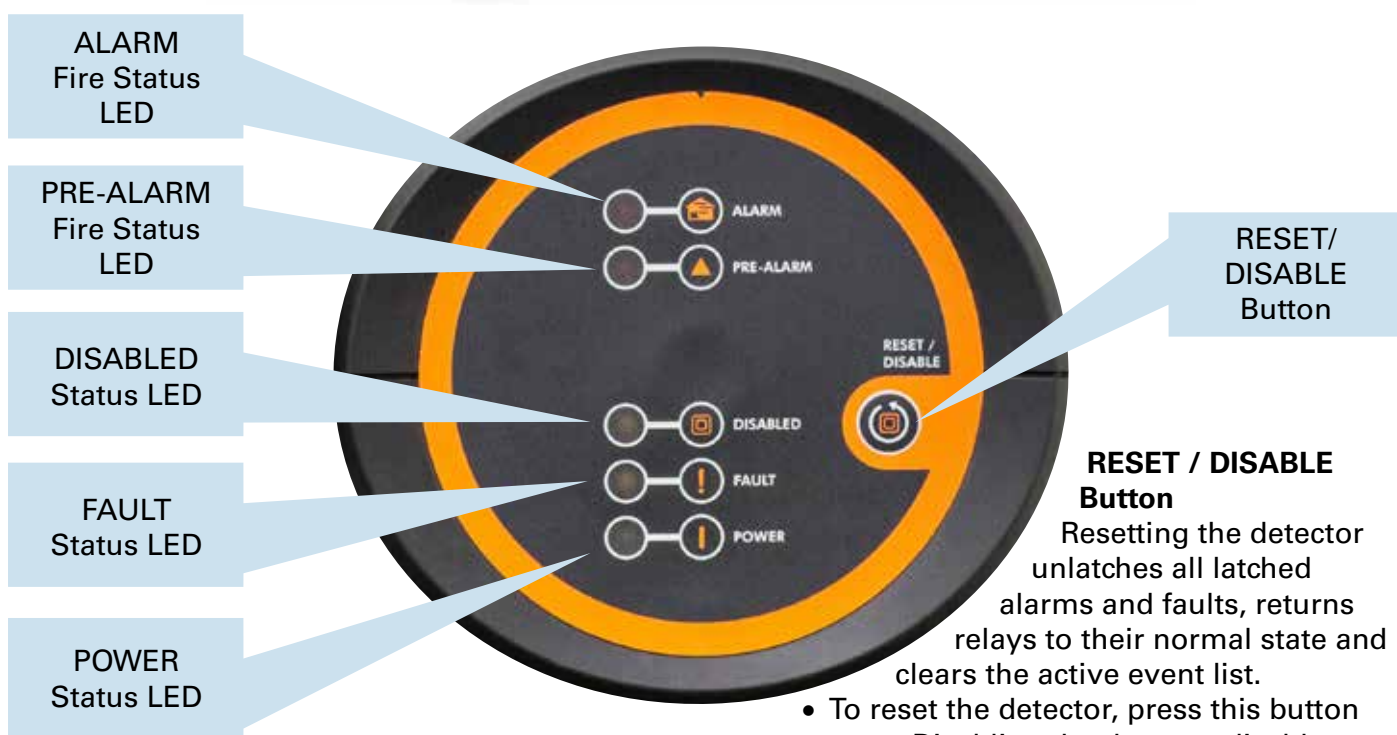 ALARM
Fire Status
LED
PRE-ALARM
Fire Status
LED
DISABLED
Status LED
FAULT
Status LED
POWER
Status LED
ALARM
PRE-ALARM
DISABLED
FAULT
POWER
RESET /
DISABLE
RESET/
DISABLE
Button
RESET / DISABLE
Button
Resetting the detector
unlatches all latched
alarms and faults, returns
relays to their normal state and
clears the active event list.
• To reset the detector, press this button